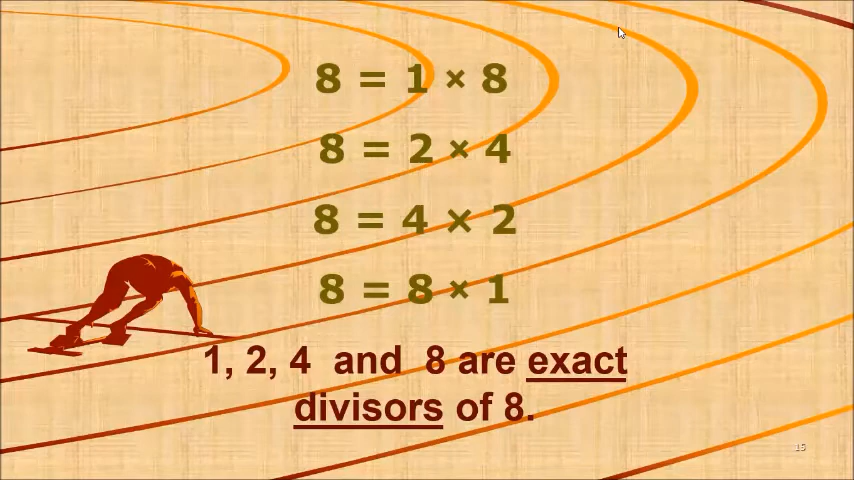 8 = 1 × 8
8 = 2 × 4
8 = 4 × 2
8 = 8 × 1
1, 2, 4 and 8 are exact
divisors of 8.
15